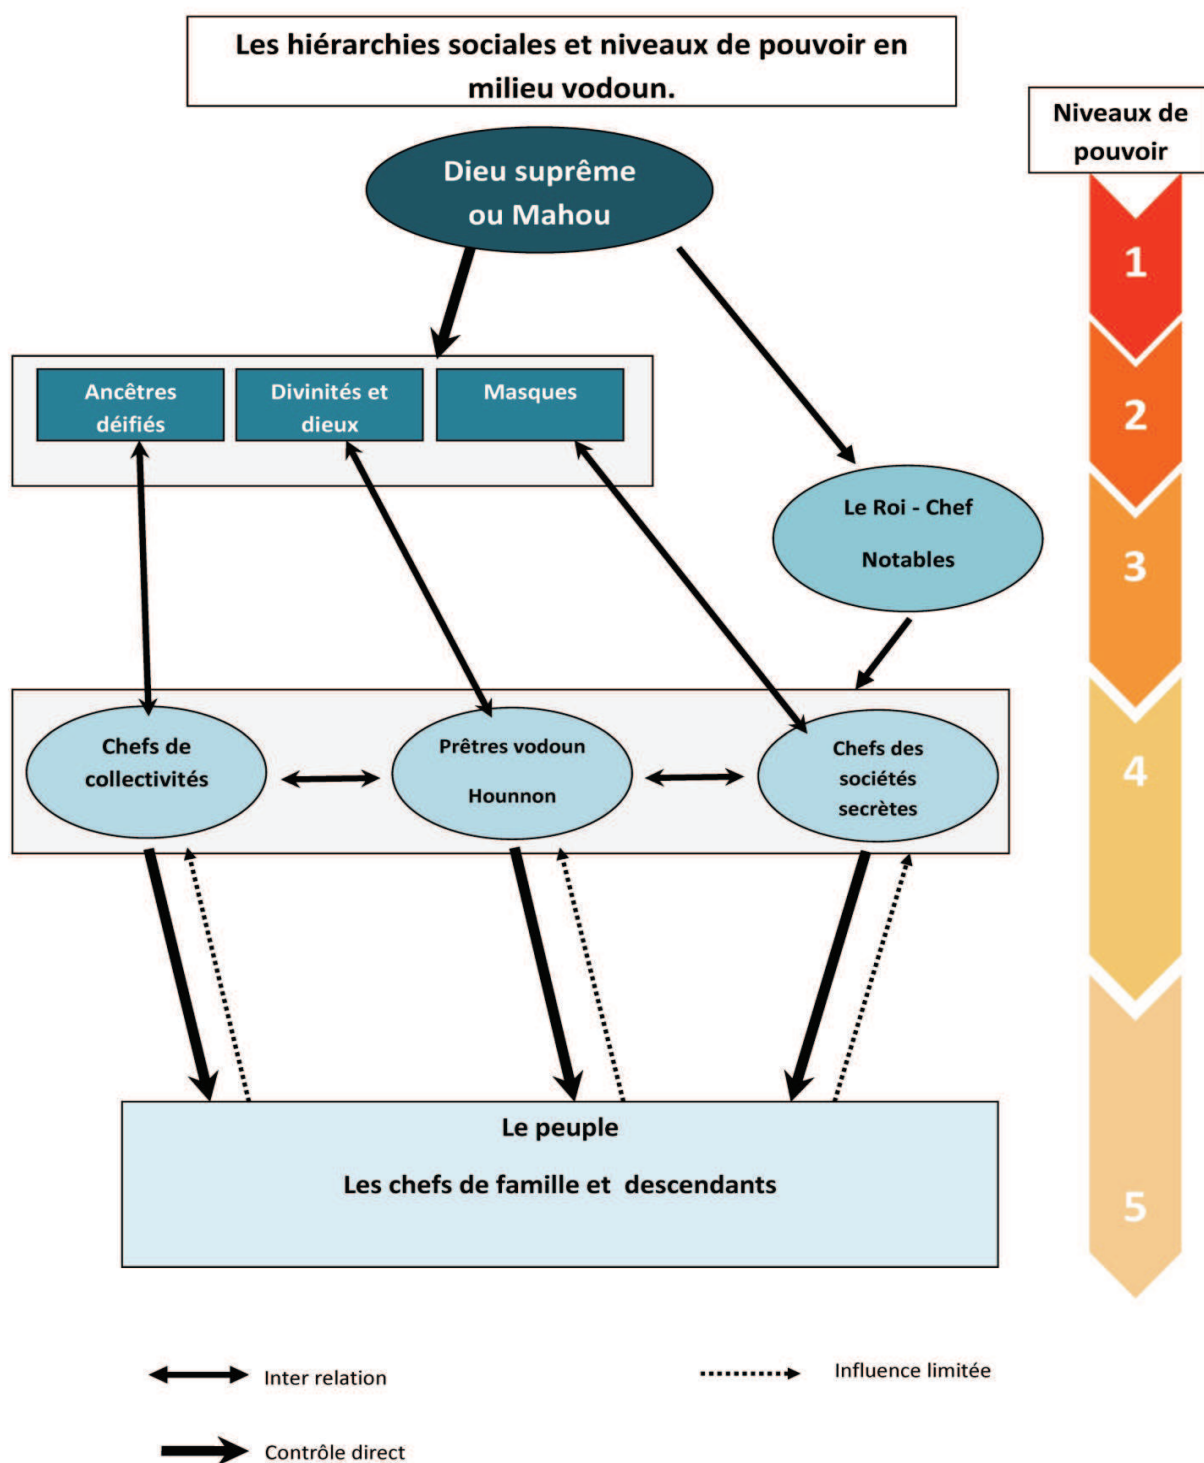 Les hiérarchies sociales et niveaux de pouvoir en
milieu vodoun.
Niveaux de
pouvoir
Dieu suprême
ou Mahou
1
Ancêtres
déifiés
Divinités et
dieux
Masques
2
Le Roi - Chef
Notables
3
Chefs de
collectivités
Prêtres vodoun
Hounnon
Chefs des
sociétés
secrètes
4
Le peuple
Les chefs de famille et descendants
5
Inter relation
Influence limitée
Contrôle direct